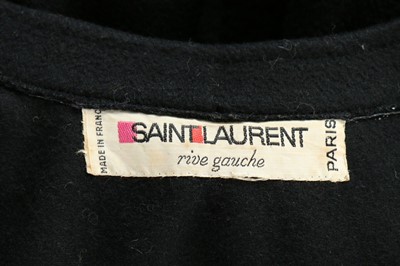 MADE IN FRANCE
SAINT LAURENT
rive gauche
PARIS